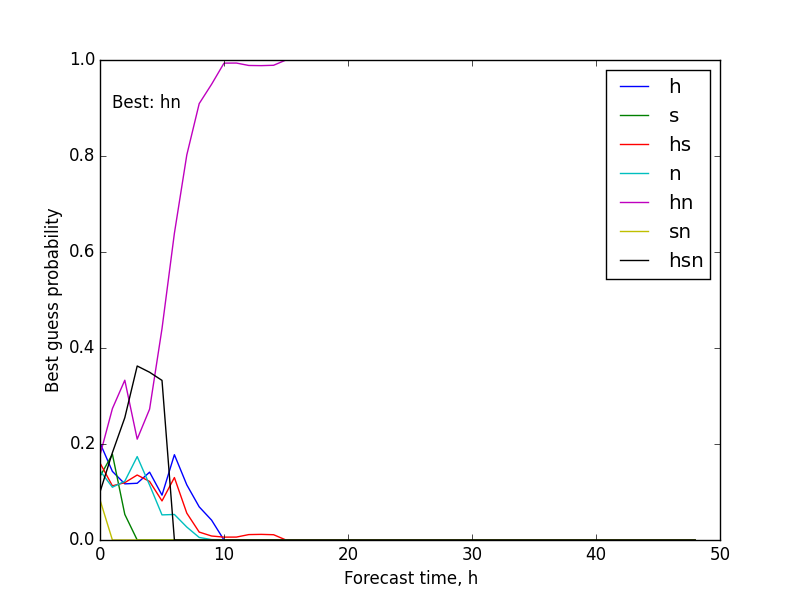 1.0
Best: hn
h
s
hs
n
hn
sn
hsn
0.8
0.6
0.4
0.2
0.0
Best guess probability
0 10 20 30 40 50
Forecast time, h